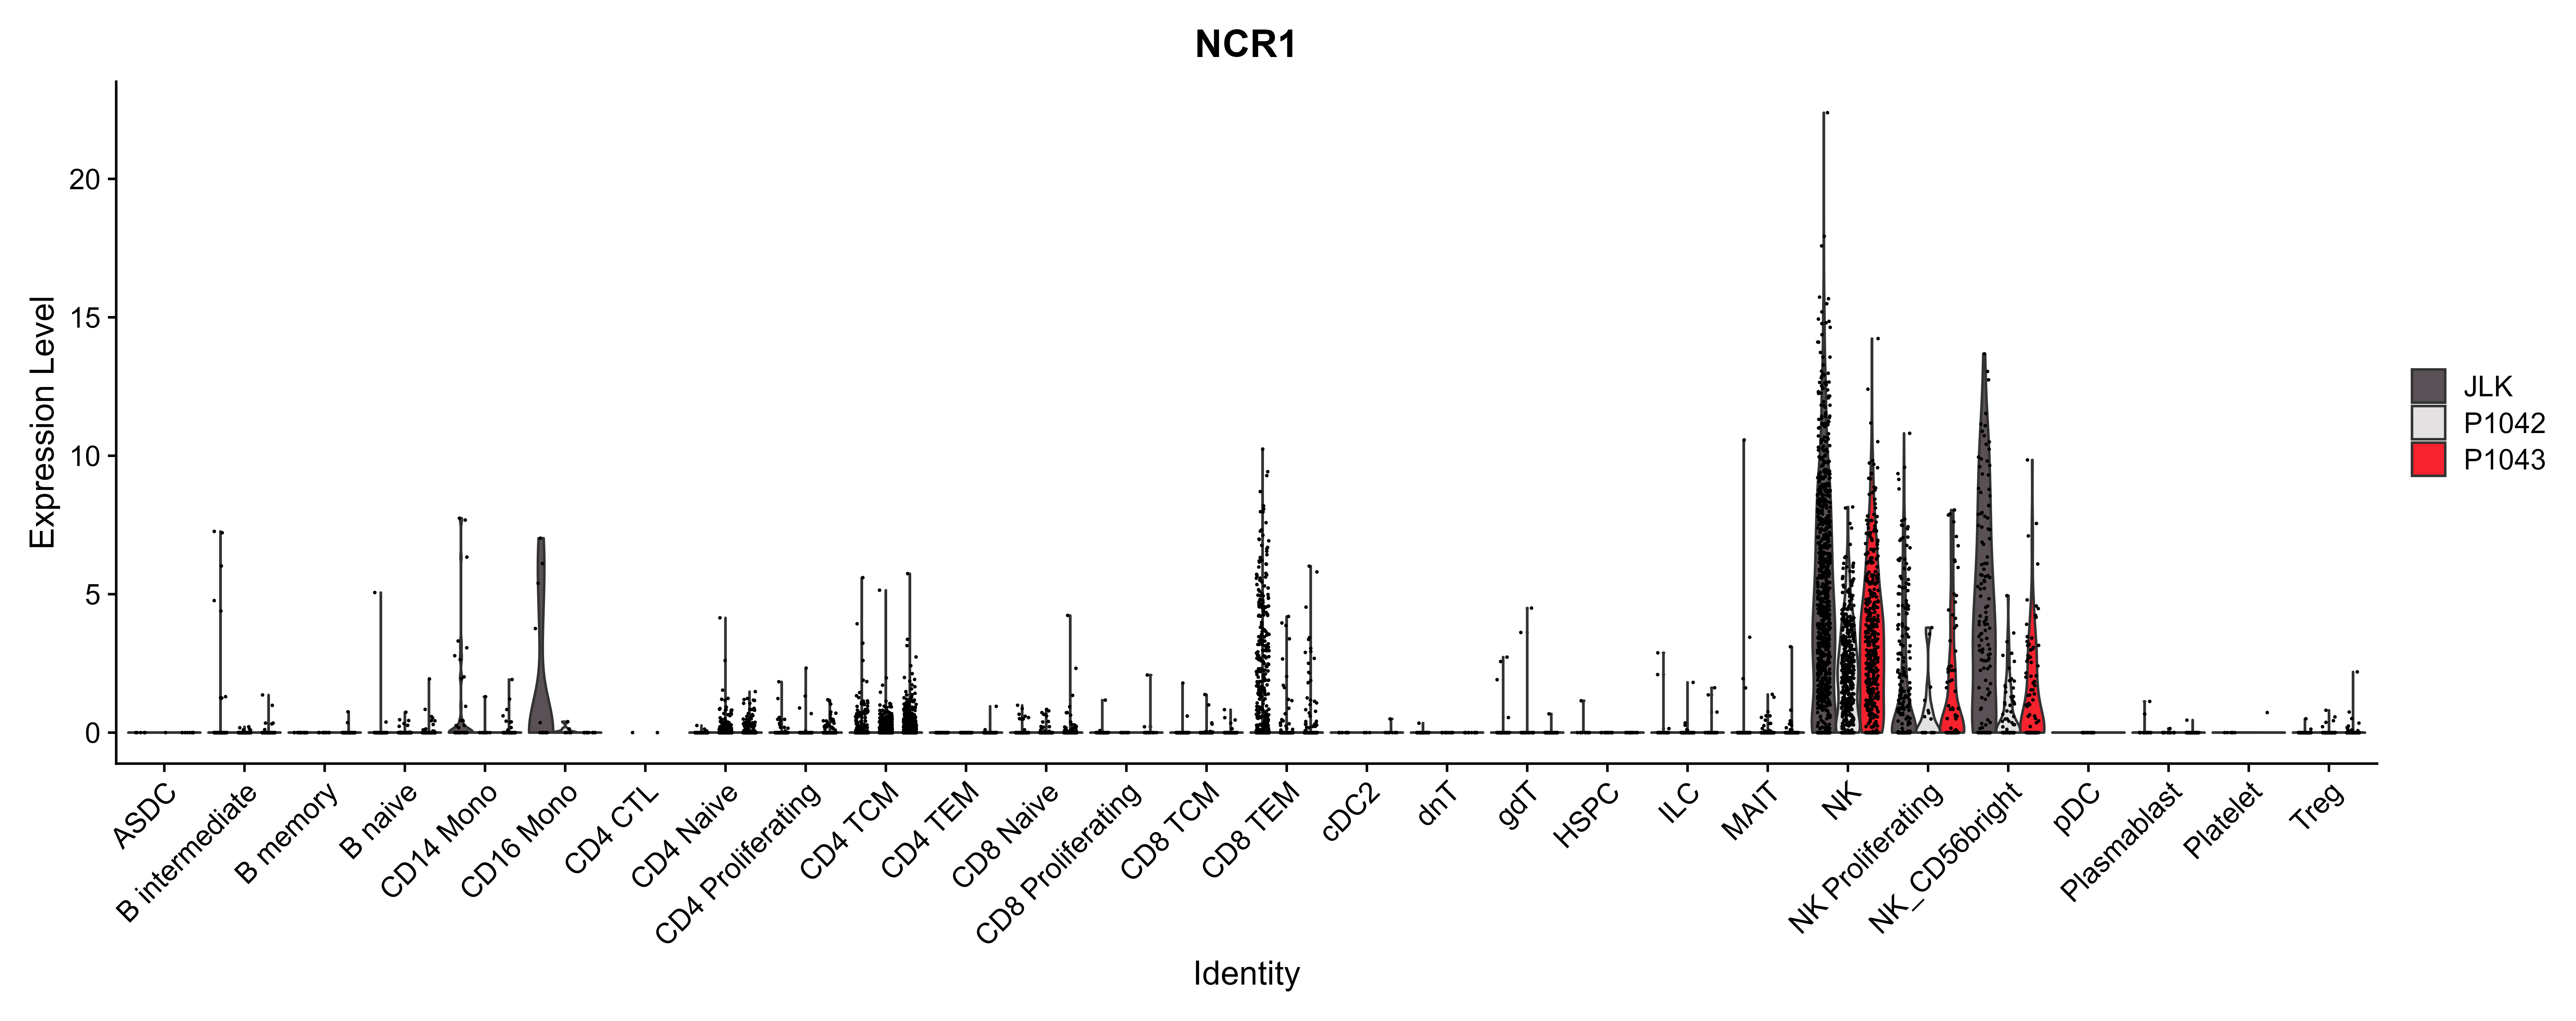 NCR1
Expression Level
20
15
10
5
0
JLK
P1042
P1043
ASDC
B intermediate
B memory
B naive
CD14 Mono
CD16 Mono
CD4 CTL
CD4 Naive
CD4 Proliferating
CD4 TCM
CD4 TEM
CD8 Naive
CD8 Proliferating
CD8 TCM
CD8 TEM
cDC2
dnT
gdT
HSPC
ILC
MAIT
NK
NK Proliferating
NK_CD56bright
pDC
Plasmablast
Platelet
Treg
Identity